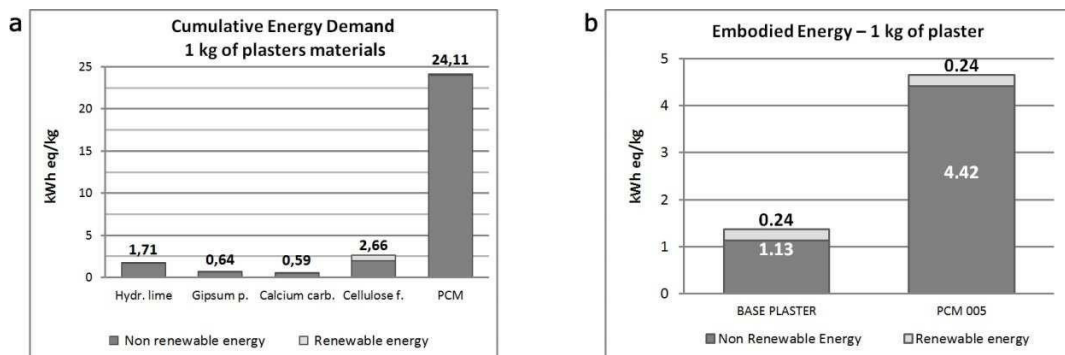 a
Cumulative Energy Demand
1 kg of plasters materials
kWh eq/kg
25
20
15
10
5
0
1,71
0,64
0,59
2,66
24,11
Hydr. lime
Gipsum p.
Calcium carb.
Cellulose f.
PCM
Non renewable energy
Renewable energy
b
Embodied Energy – 1 kg of plaster
kWh eq/kg
5
4
3
2
1
0
0.24
1.13
0.24
4.42
BASE PLASTER
PCM 005
Non Renewable Energy
Renewable energy